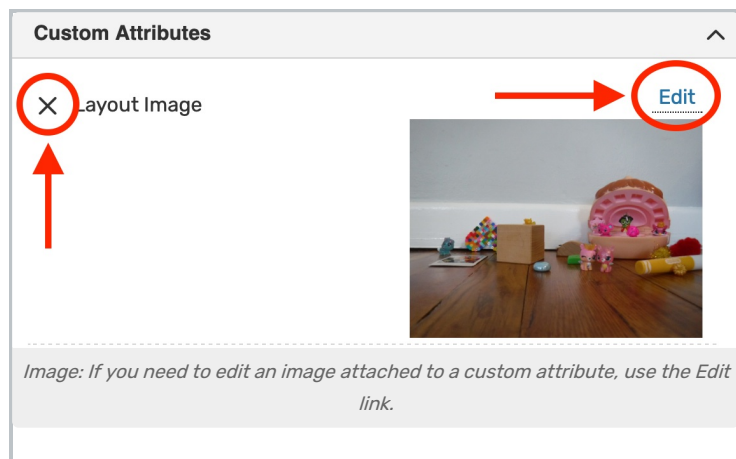 Custom Attributes
Layout Image
Edit
Image: If you need to edit an image attached to a custom attribute, use the Edit
link.